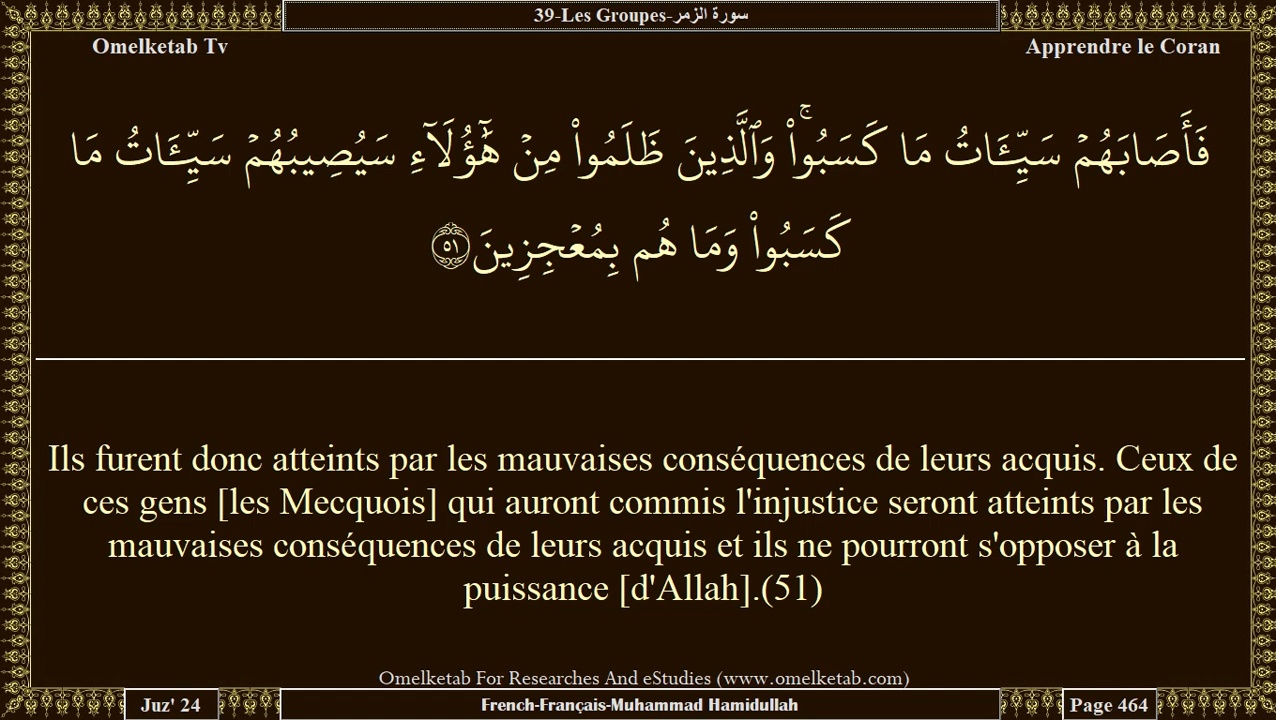 39-Les Groupes-سورة الزمر
Omelketab Tv
Apprendre le Coran
فَأَصَابَهُمۡ سَيِّـَٔاتُ مَا كَسَبُواْۚ وَٱلَّذِينَ ظَلَمُواْ مِنۡ هَٰٓؤُلَآءِ سَيُصِيبُهُمۡ سَيِّـَٔاتُ مَا
كَسَبُواْ وَمَا هُم بِمُعۡجِزِينَ ٥١
Ils furent donc atteints par les mauvaises conséquences de leurs acquis. Ceux de
ces gens [les Mecquois] qui auront commis l'injustice seront atteints par les
mauvaises conséquences de leurs acquis et ils ne pourront s'opposer à la
puissance [d'Allah].(51)
Omelketab For Researches And eStudies (www.omelketab.com)
Juz' 24
French-Français-Muhammad Hamidullah
Page 464